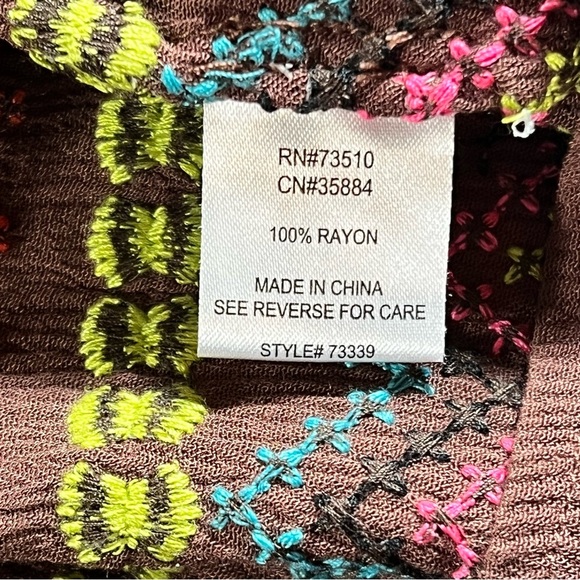 RN#73510
CN#35884
100% RAYON
MADE IN CHINA
SEE REVERSE FOR CARE
STYLE# 73339